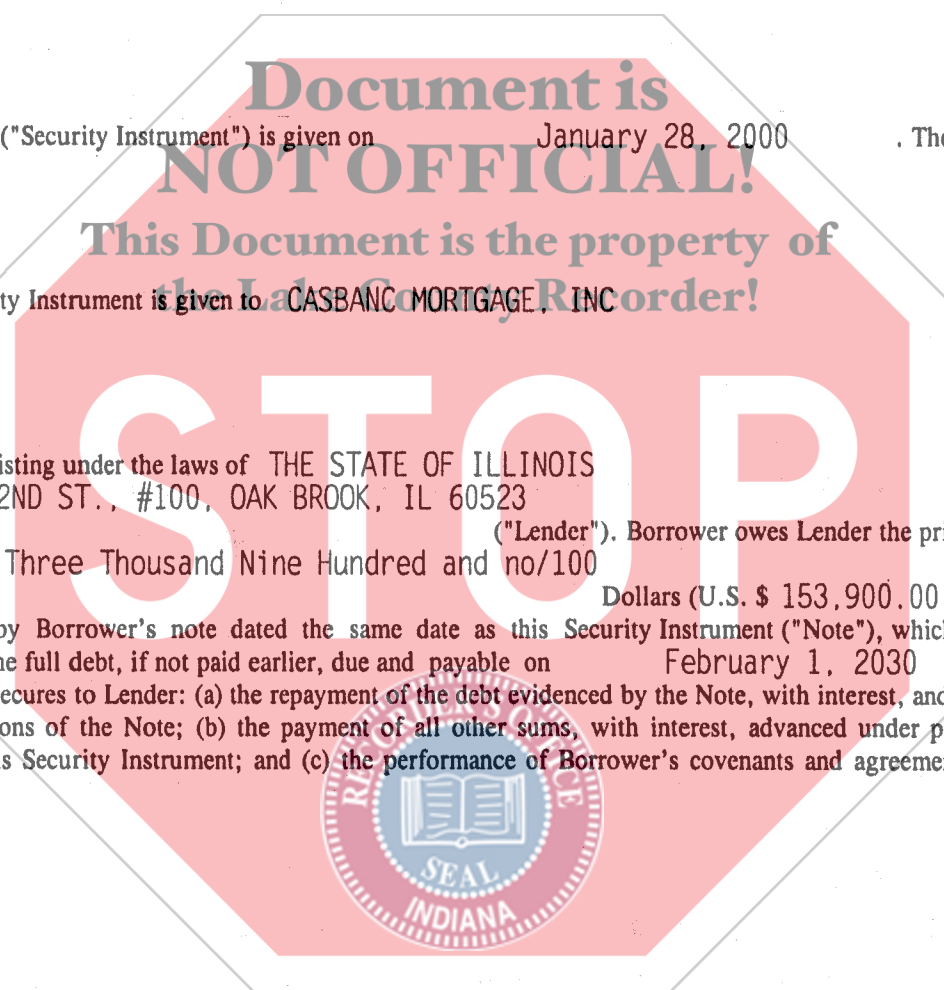 Document is
("Security Instrument") is given on January 28, 2000 . The
NOT OFFICIAL!
This Document is the property of
the Lake County Recorder!
ty Instrument is given to CASBANC MORTGAGE, INC
STOP
isting under the laws of THE STATE OF ILLINOIS
2ND ST., #100, OAK BROOK, IL 60523
("Lender"). Borrower owes Lender the pri
Three Thousand Nine Hundred and no/100
Dollars (U.S. $ 153,900.00
by Borrower's note dated the same date as this Security Instrument ("Note"), which
e full debt, if not paid earlier, due and payable on February 1, 2030
ecures to Lender: (a) the repayment of the debt evidenced by the Note, with interest, and
ons of the Note; (b) the payment of all other sums, with interest, advanced under p
s Security Instrument; and (c) the performance of Borrower's covenants and agreeme
RECORDER'S OFFICE
SEAL
INDIANA